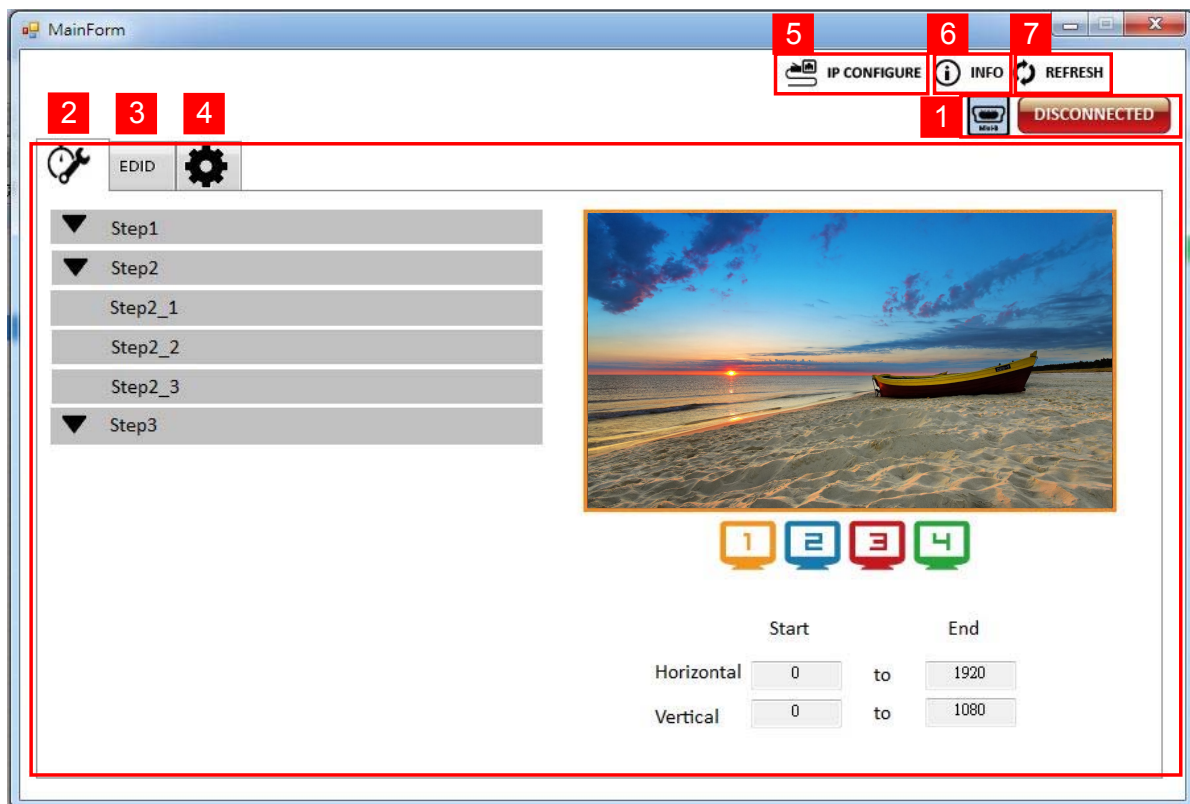 MainForm
5 6 7
IP CONFIGURE INFO REFRESH
1 Mini-B DISCONNECTED
2 3 4
EDID
Step1
Step2
Step2_1
Step2_2
Step2_3
Step3
1 2 3 4
Start End
Horizontal 0 to 1920
Vertical 0 to 1080